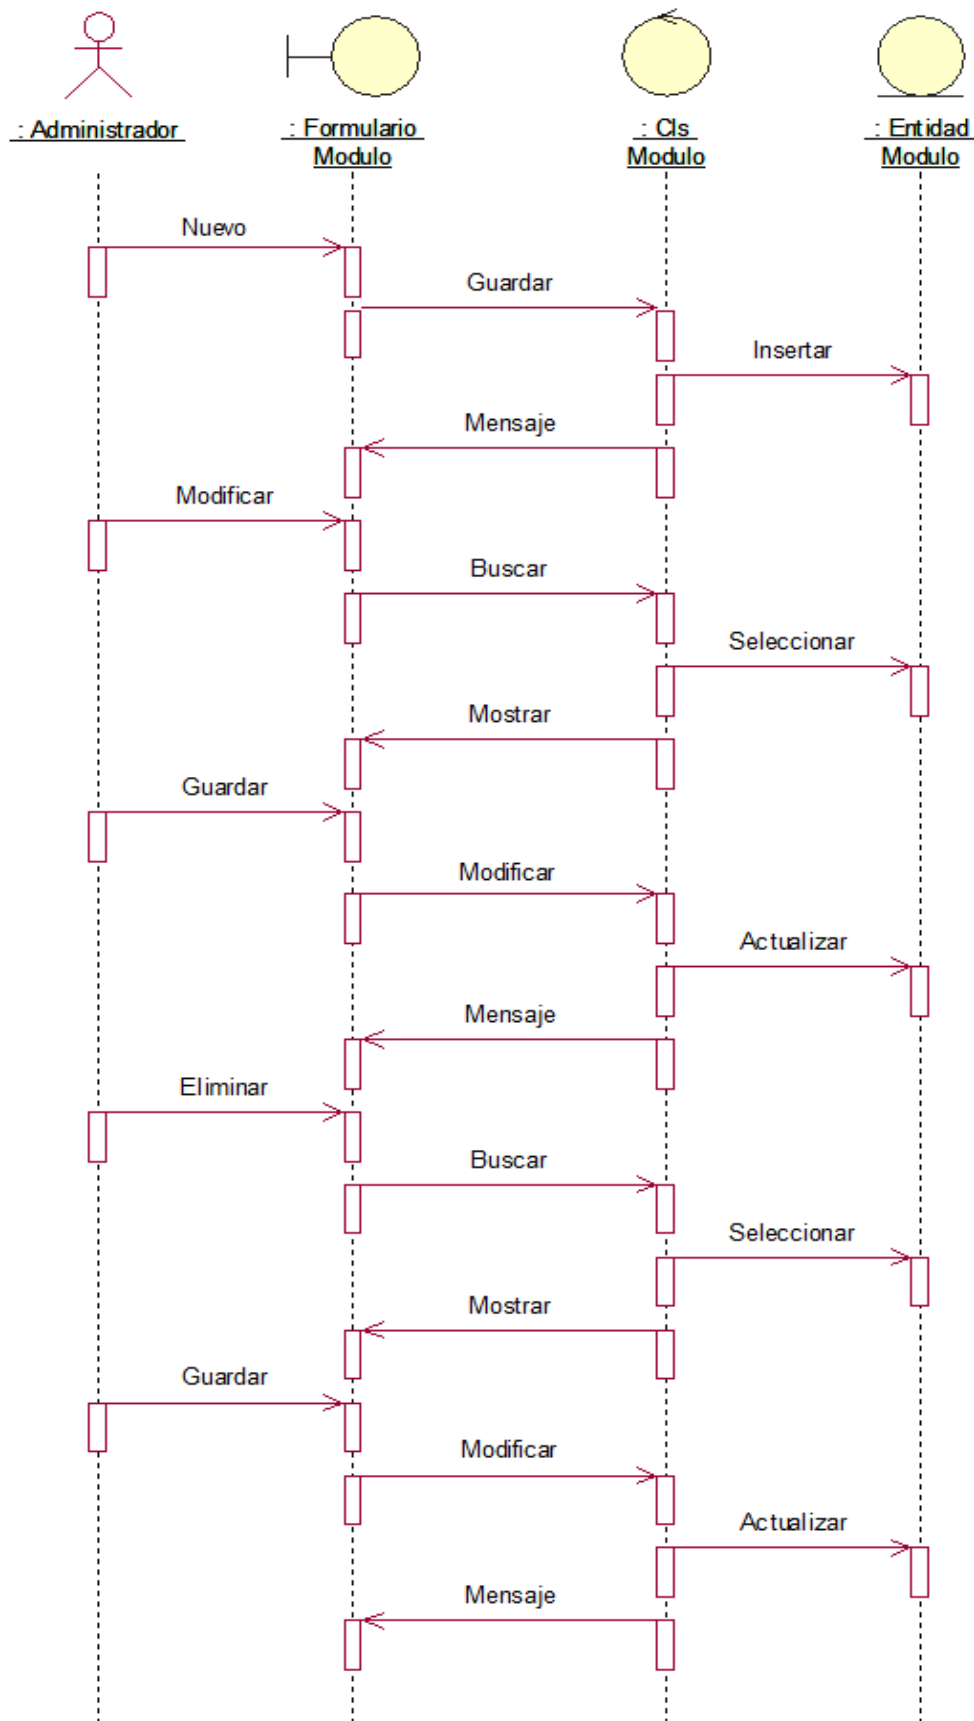 : Administrador
: Formulario
Modulo
: Cls
Modulo
: Entidad
Modulo
Nuevo
Guardar
Insertar
Mensaje
Modificar
Buscar
Seleccionar
Mostrar
Guardar
Modificar
Actualizar
Mensaje
Eliminar
Buscar
Seleccionar
Mostrar
Guardar
Modificar
Actualizar
Mensaje